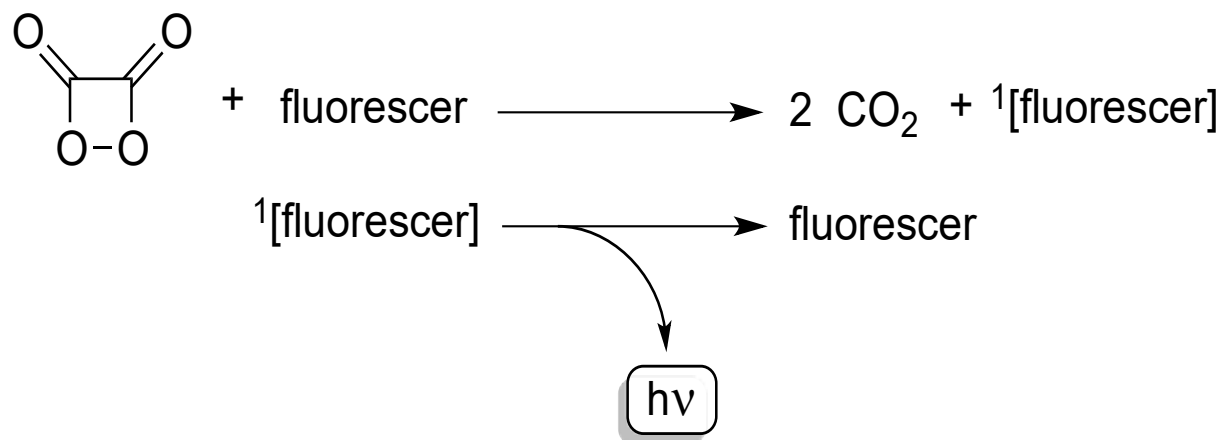 O O
O–O + fluorescer 2 CO₂ + ¹[fluorescer]
¹[fluorescer] fluorescer
hν